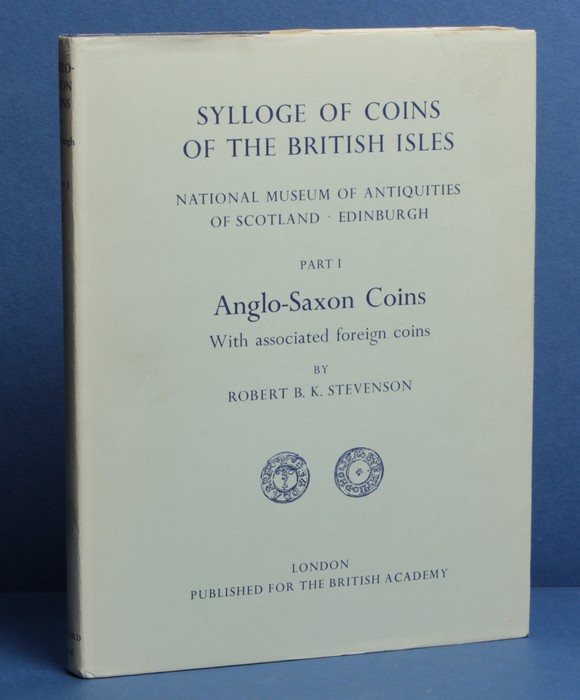 SYLLOGE OF COINS
OF THE BRITISH ISLES
NATIONAL MUSEUM OF ANTIQUITIES
OF SCOTLAND · EDINBURGH
PART I
Anglo-Saxon Coins
With associated foreign coins
BY
ROBERT B. K. STEVENSON
LONDON
PUBLISHED FOR THE BRITISH ACADEMY